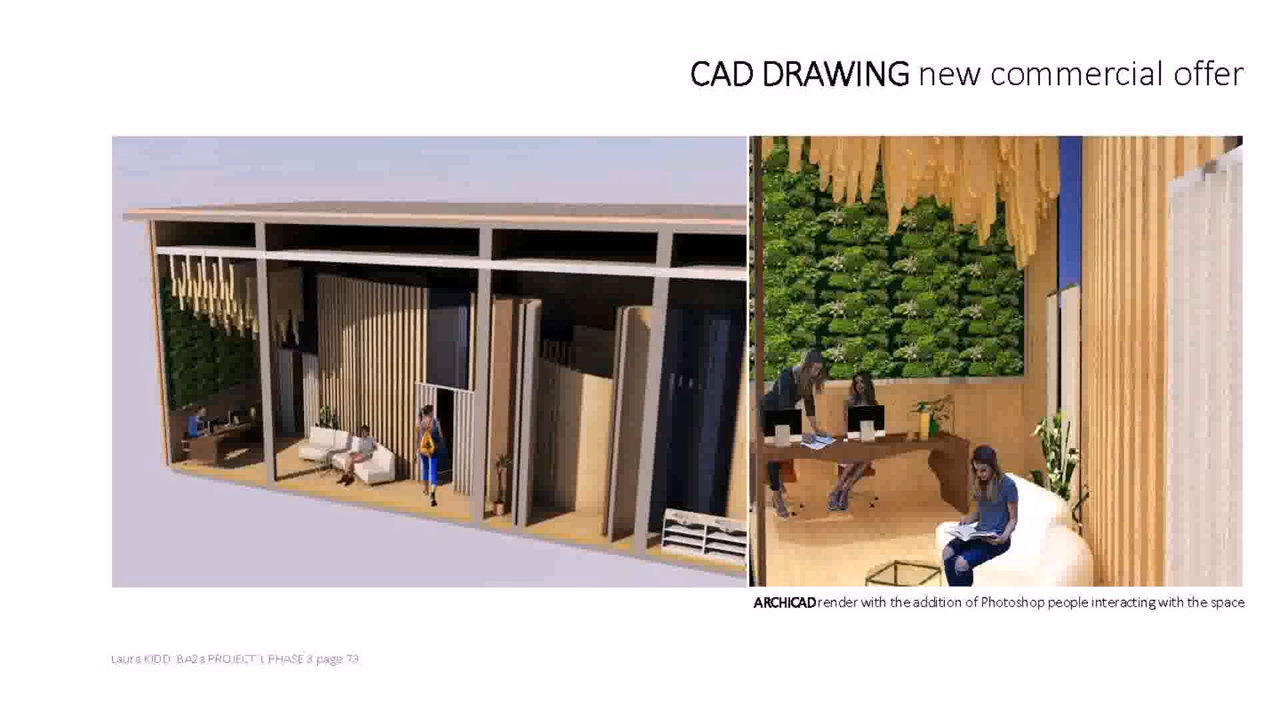 CAD DRAWING new commercial offer
ARCHICAD render with the addition of Photoshop people interacting with the space
Laura KIDD BA2a PROJECT 1, PHASE 3 page 73